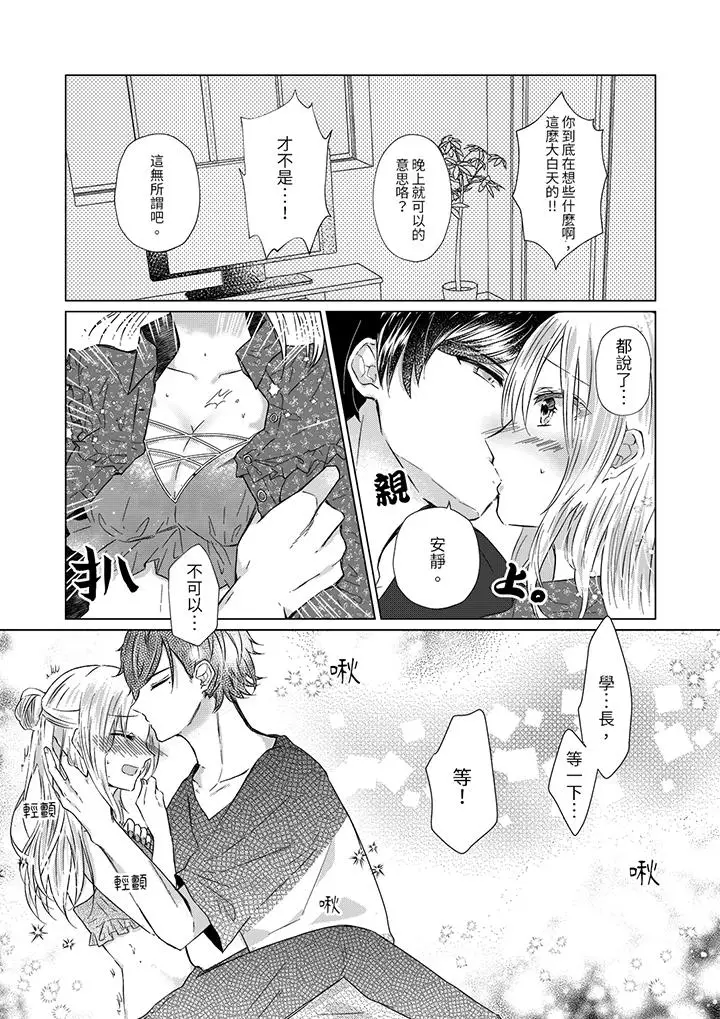 你到底在想些什麼啊，
這麼大白天的!!
晚上就可以的
意思咯？
才不是…！
這無所謂吧。
都說了…
安靜。
親
上。
扒
不可以…
學…長，
等一下…
等！
啾
啾
啾
啾
輕顫
輕顫